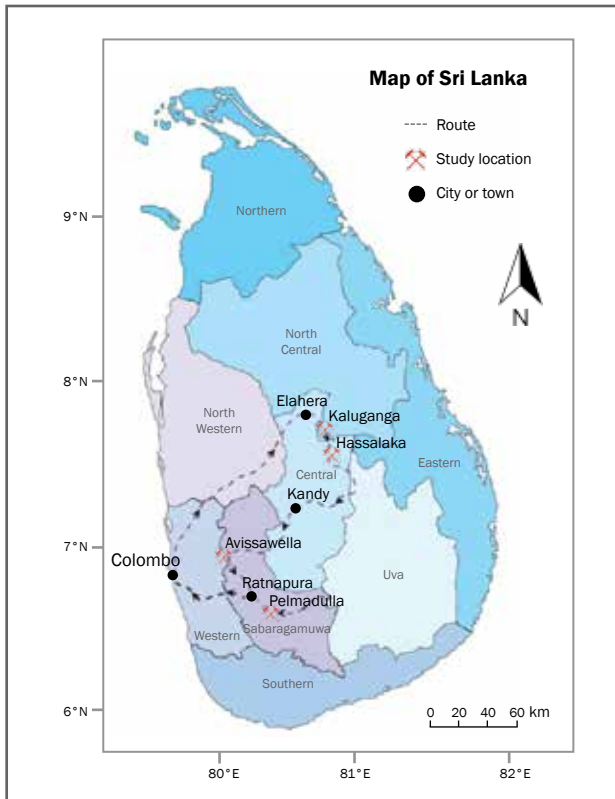 Map of Sri Lanka
Route
Study location
City or town
9°N
Northern
N
North
Central
8°N
Elahera
Kaluganga
North
Western
Hassalaka
Eastern
Central
Kandy
7°N
Avissawella
Colombo
Ratnapura
Uva
Pelmadulla
Western
Sabaragamuwa
Southern
6°N
0 20 40 60 km
80°E 81°E 82°E